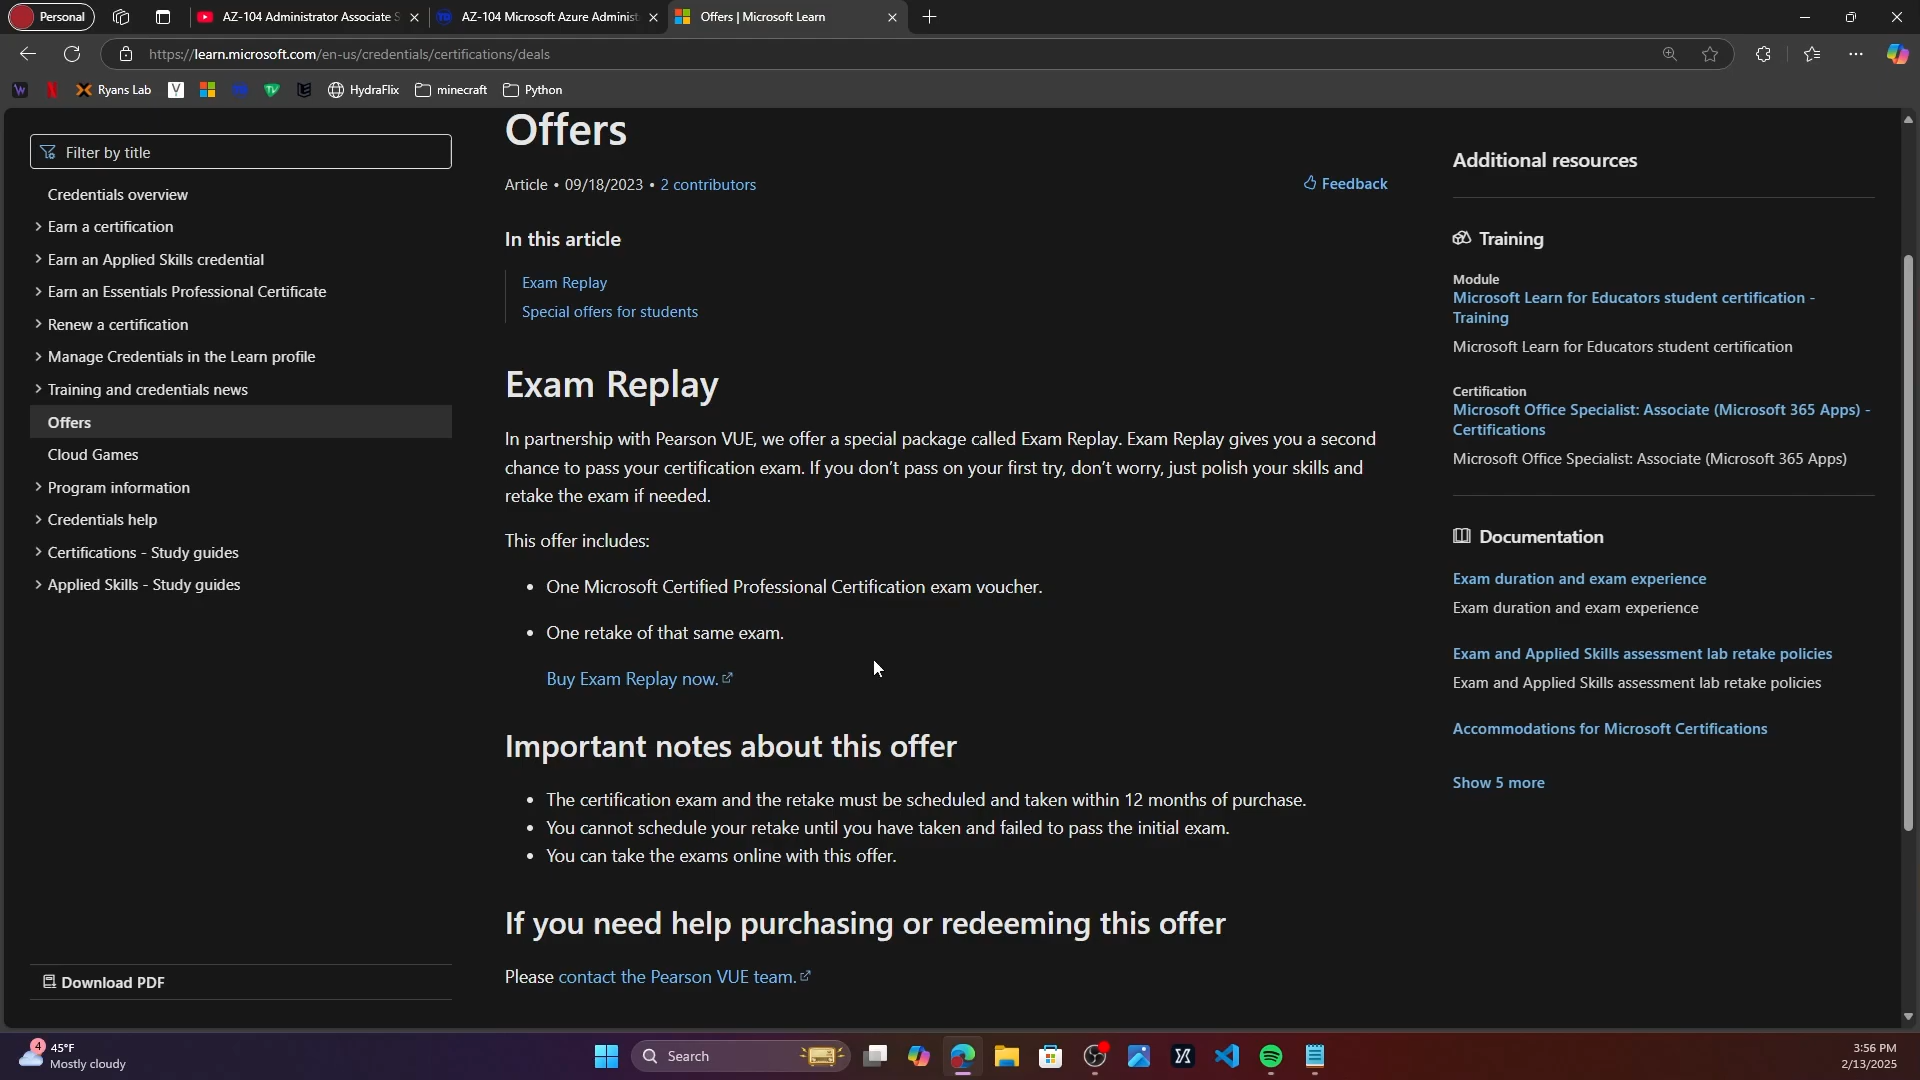 Personal
AZ-104 Administrator Associate S
AZ-104 Microsoft Azure Administ
Offers | Microsoft Learn
https://learn.microsoft.com/en-us/credentials/certifications/deals
Ryans Lab
HydraFlix
minecraft
Python
Filter by title
Credentials overview
Earn a certification
Earn an Applied Skills credential
Earn an Essentials Professional Certificate
Renew a certification
Manage Credentials in the Learn profile
Training and credentials news
Offers
Cloud Games
Program information
Credentials help
Certifications - Study guides
Applied Skills - Study guides
Download PDF
Offers
Article • 09/18/2023 • 2 contributors
Feedback
In this article
Exam Replay
Special offers for students
Exam Replay
In partnership with Pearson VUE, we offer a special package called Exam Replay. Exam Replay gives you a second
chance to pass your certification exam. If you don't pass on your first try, don't worry, just polish your skills and
retake the exam if needed.
This offer includes:
• One Microsoft Certified Professional Certification exam voucher.
• One retake of that same exam.
Buy Exam Replay now.
Important notes about this offer
• The certification exam and the retake must be scheduled and taken within 12 months of purchase.
• You cannot schedule your retake until you have taken and failed to pass the initial exam.
• You can take the exams online with this offer.
If you need help purchasing or redeeming this offer
Please contact the Pearson VUE team.
Additional resources
Training
Module
Microsoft Learn for Educators student certification -
Training
Microsoft Learn for Educators student certification
Certification
Microsoft Office Specialist: Associate (Microsoft 365 Apps) -
Certifications
Microsoft Office Specialist: Associate (Microsoft 365 Apps)
Documentation
Exam duration and exam experience
Exam duration and exam experience
Exam and Applied Skills assessment lab retake policies
Exam and Applied Skills assessment lab retake policies
Accommodations for Microsoft Certifications
Show 5 more
4
45°F
Mostly cloudy
Search
3:56 PM
2/13/2025